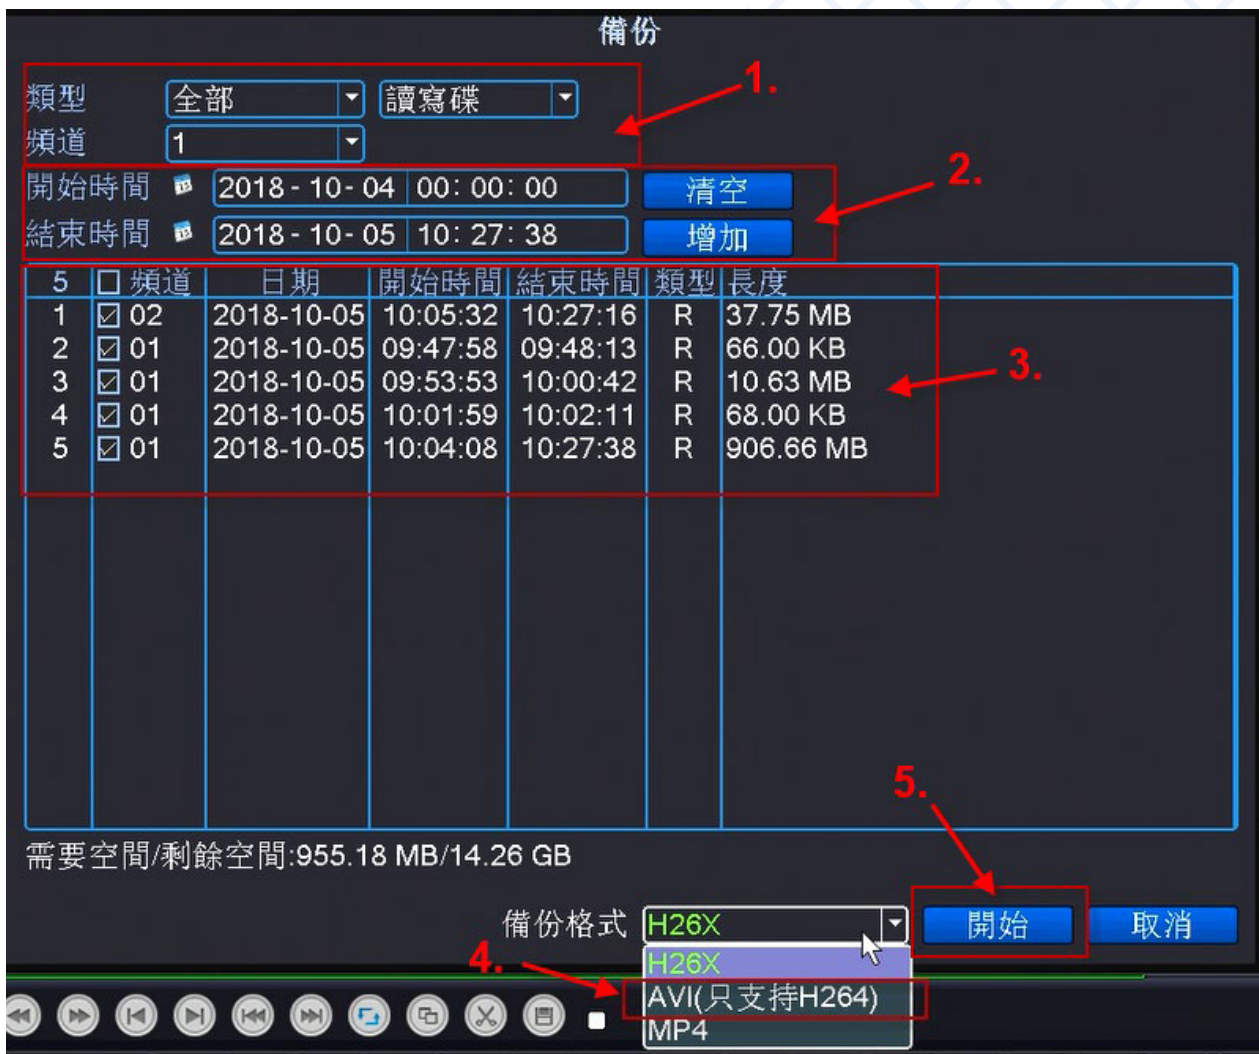 備份
1.
類型 全部 讀寫碟
頻道 1
2.
開始時間 2018-10-04 00:00:00 清空
結束時間 2018-10-05 10:27:38 增加
5 頻道 日期 開始時間 結束時間 類型 長度
1 02 2018-10-05 10:05:32 10:27:16 R 37.75 MB
2 01 2018-10-05 09:47:58 09:48:13 R 66.00 KB
3.
3 01 2018-10-05 09:53:53 10:00:42 R 10.63 MB
4 01 2018-10-05 10:01:59 10:02:11 R 68.00 KB
5 01 2018-10-05 10:04:08 10:27:38 R 906.66 MB
5.
需要空間/剩餘空間:955.18 MB/14.26 GB
備份格式 H26X 開始 取消
4.
H26X
AVI(只支持H264)
MP4